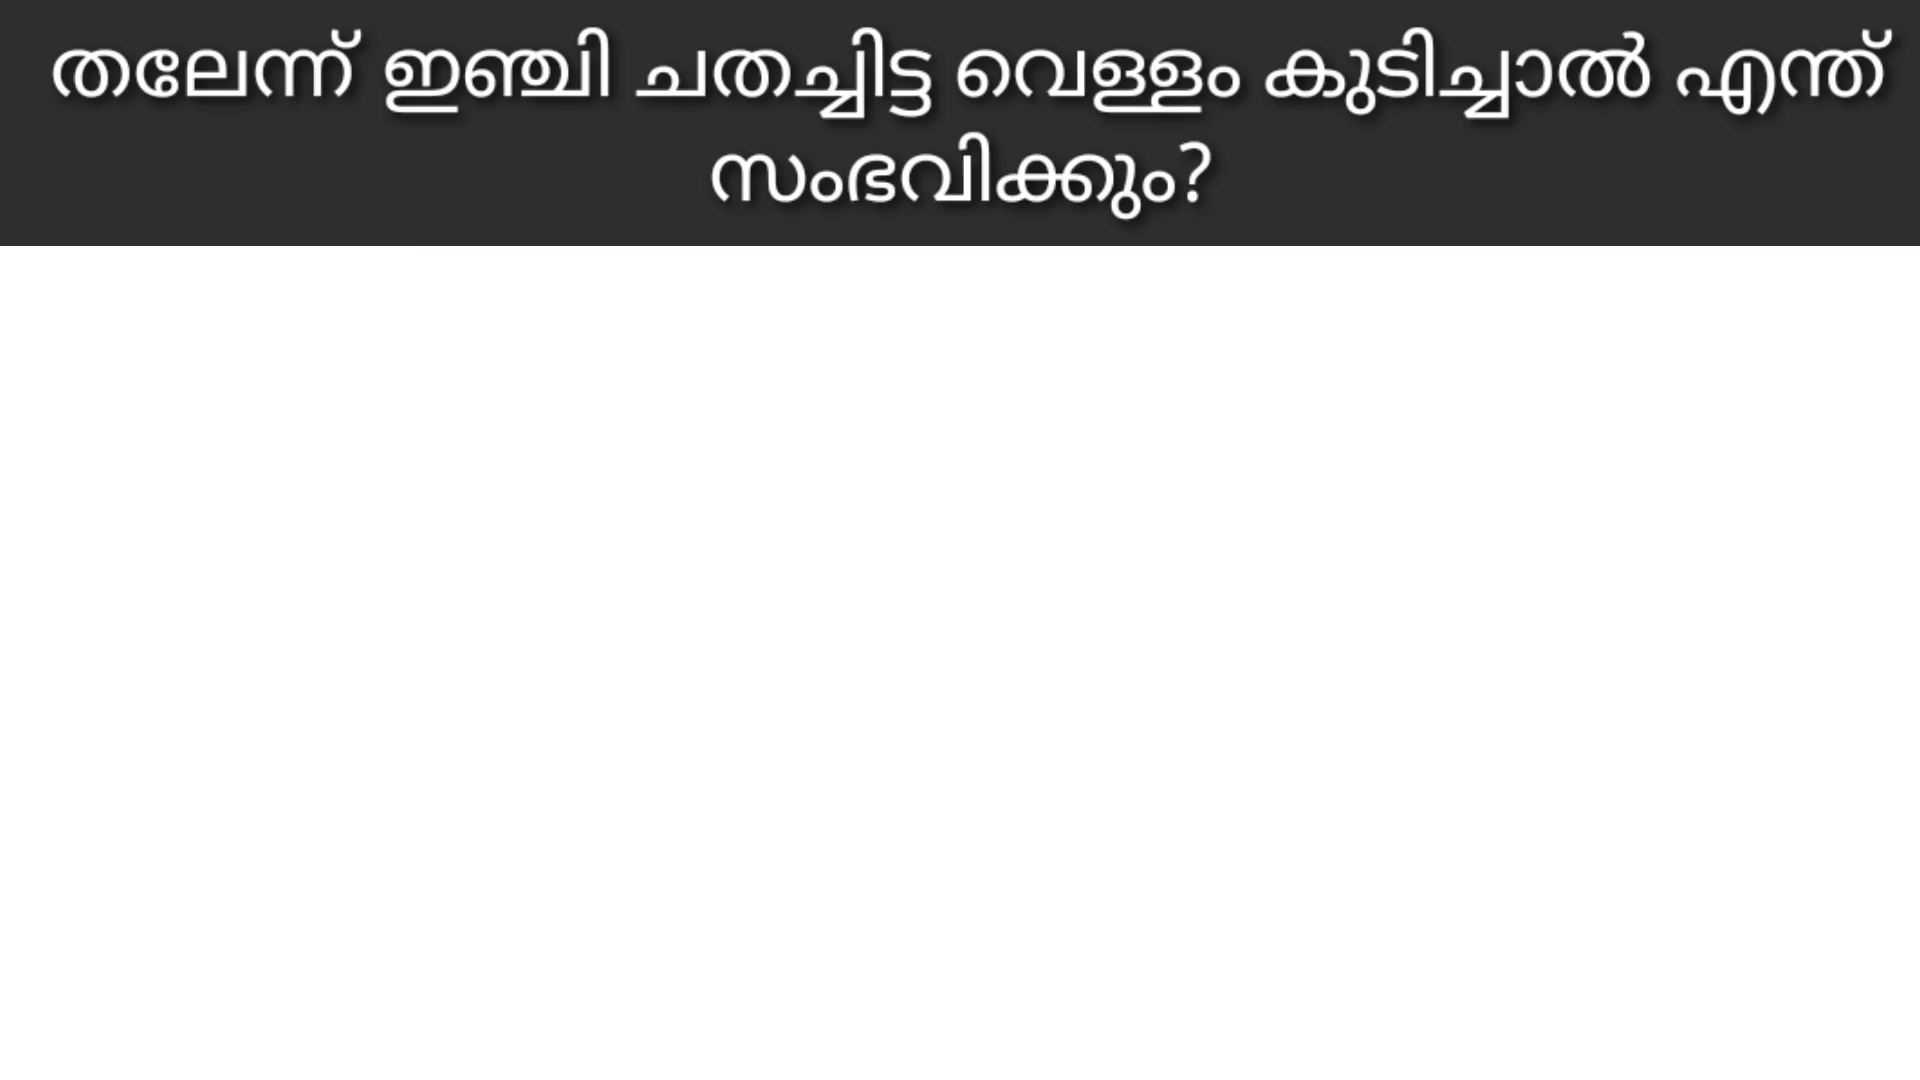 തലേന്ന് ഇഞ്ചി ചതച്ചിട്ട വെള്ളം കുടിച്ചാൽ എന്ത്
സംഭവിക്കും?